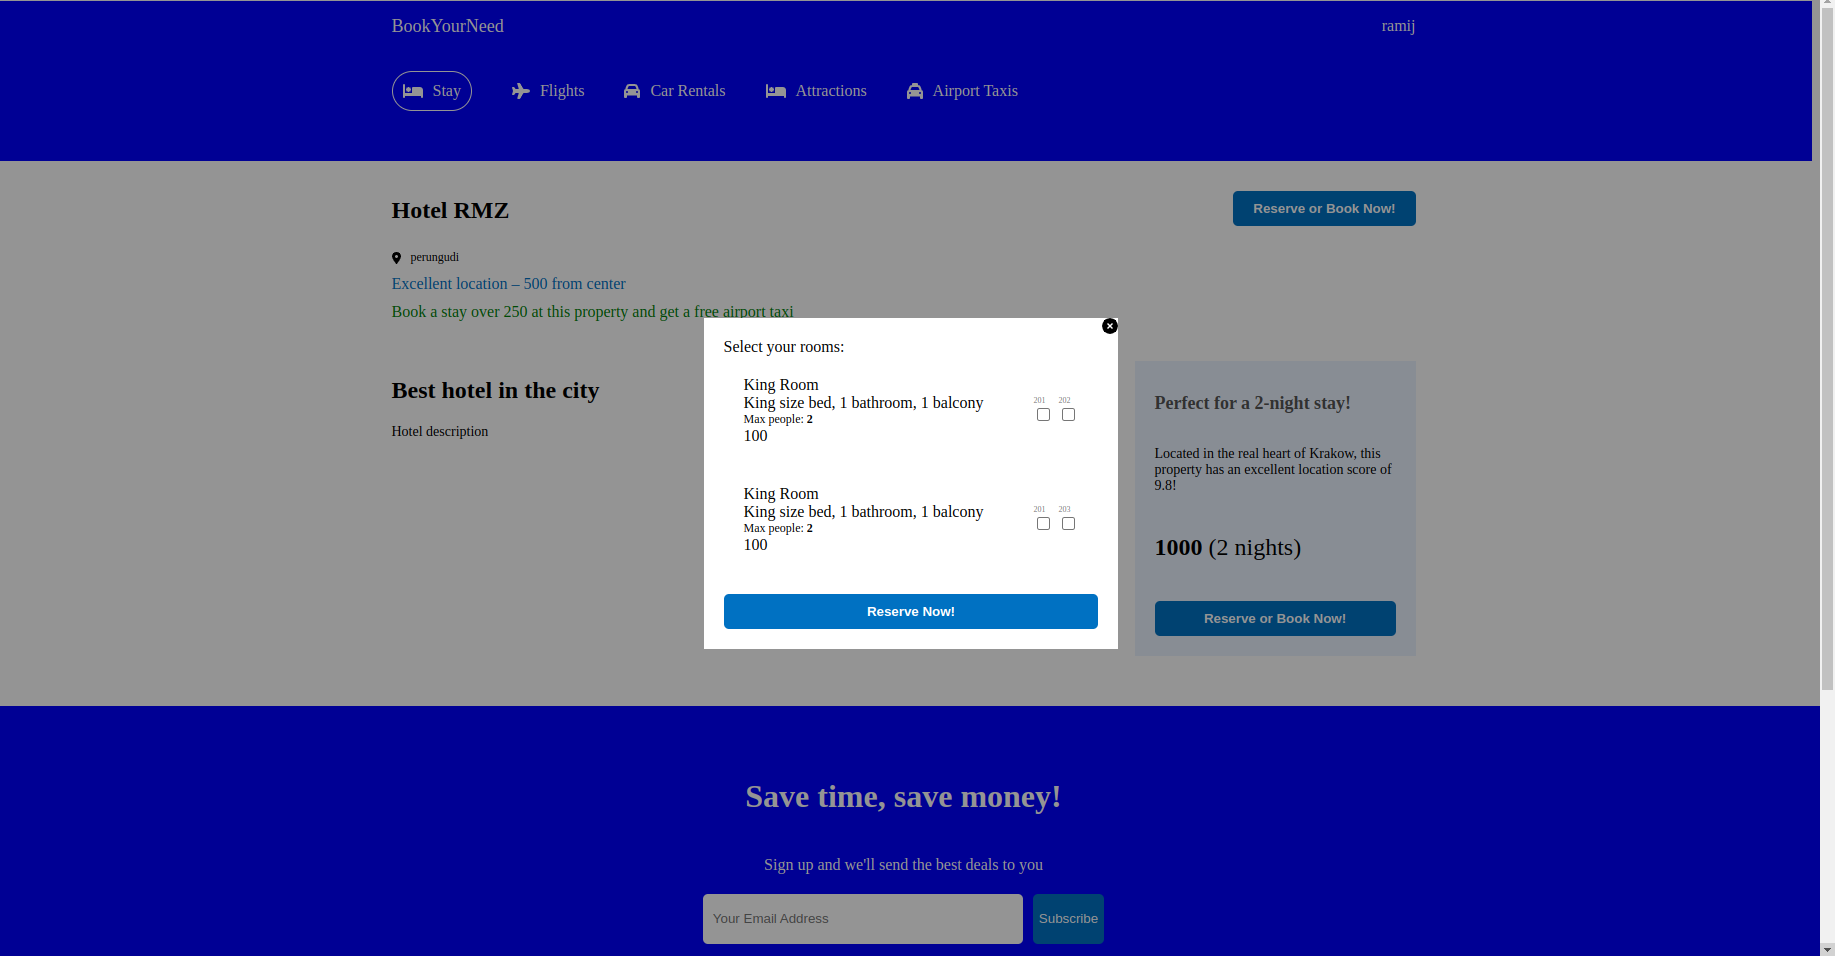 BookYourNeed
ramij
Stay
Flights
Car Rentals
Attractions
Airport Taxis
Hotel RMZ
Reserve or Book Now!
perungudi
Excellent location – 500 from center
Book a stay over 250 at this property and get a free airport taxi
Best hotel in the city
Hotel description
Select your rooms:
King Room
King size bed, 1 bathroom, 1 balcony
Max people: 2
100
201 202
King Room
King size bed, 1 bathroom, 1 balcony
Max people: 2
100
201 203
Reserve Now!
Perfect for a 2-night stay!
Located in the real heart of Krakow, this
property has an excellent location score of
9.8!
1000 (2 nights)
Reserve or Book Now!
Save time, save money!
Sign up and we'll send the best deals to you
Your Email Address
Subscribe